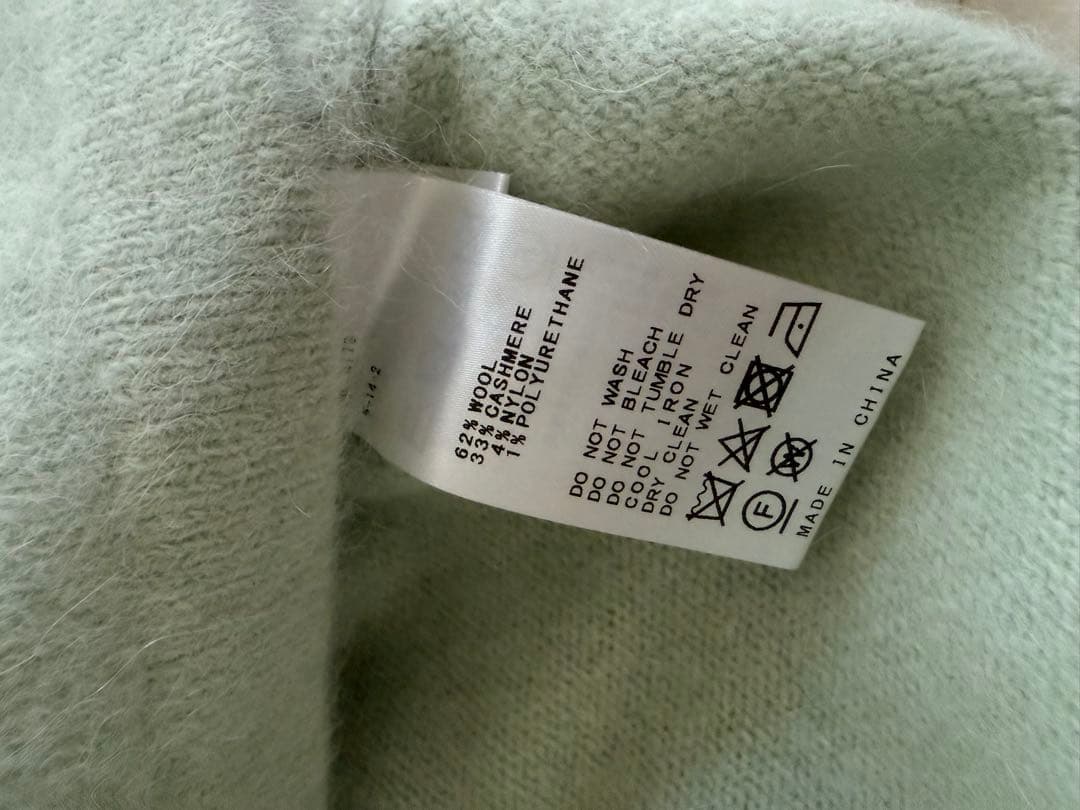 62% WOOL
33% CASHMERE
4% NYLON
1% POLYURETHANE
DO NOT WASH
DO NOT BLEACH
DO NOT TUMBLE DRY
COOL IRON
DRY CLEAN
DO NOT WET CLEAN
F
W
MADE IN CHINA